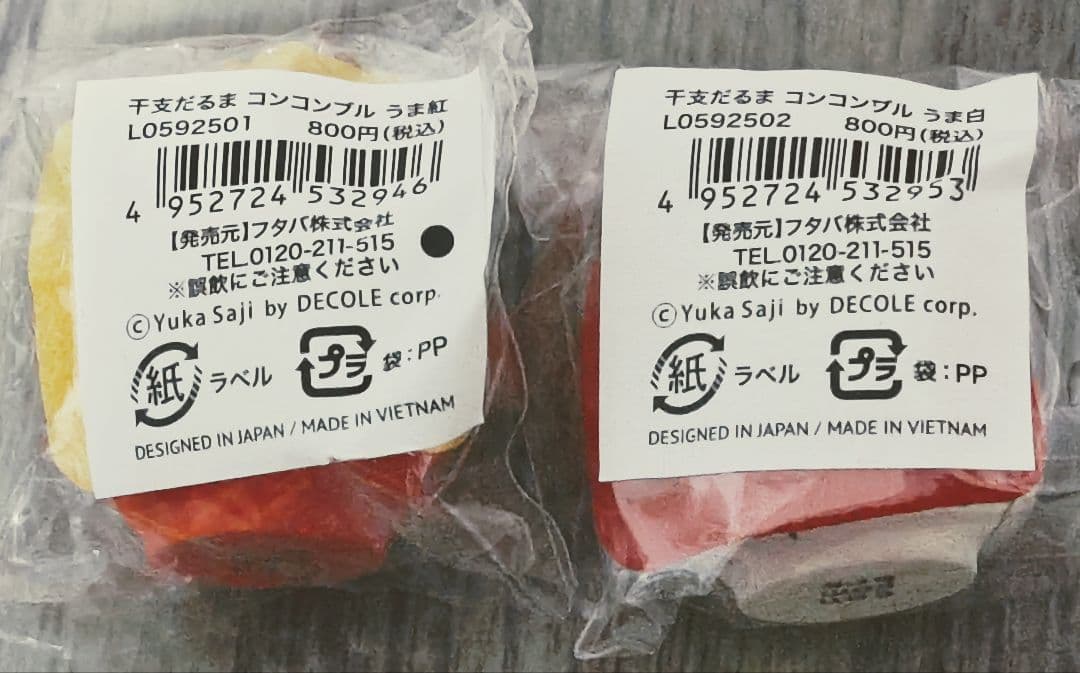 干支だるま コンコンブル うま紅
L0592501 800円(税込)
4 952724 532946
【発売元】フタバ株式会社
TEL.0120-211-515
※誤飲にご注意ください
©Yuka Saji by DECOLE corp.
紙 ラベル プラ 袋:PP
DESIGNED IN JAPAN / MADE IN VIETNAM
干支だるま コンコンブル うま白
L0592502 800円(税込)
4 952724 532953
【発売元】フタバ株式会社
TEL.0120-211-515
※誤飲にご注意ください
©Yuka Saji by DECOLE corp.
紙 ラベル プラ 袋:PP
DESIGNED IN JAPAN / MADE IN VIETNAM